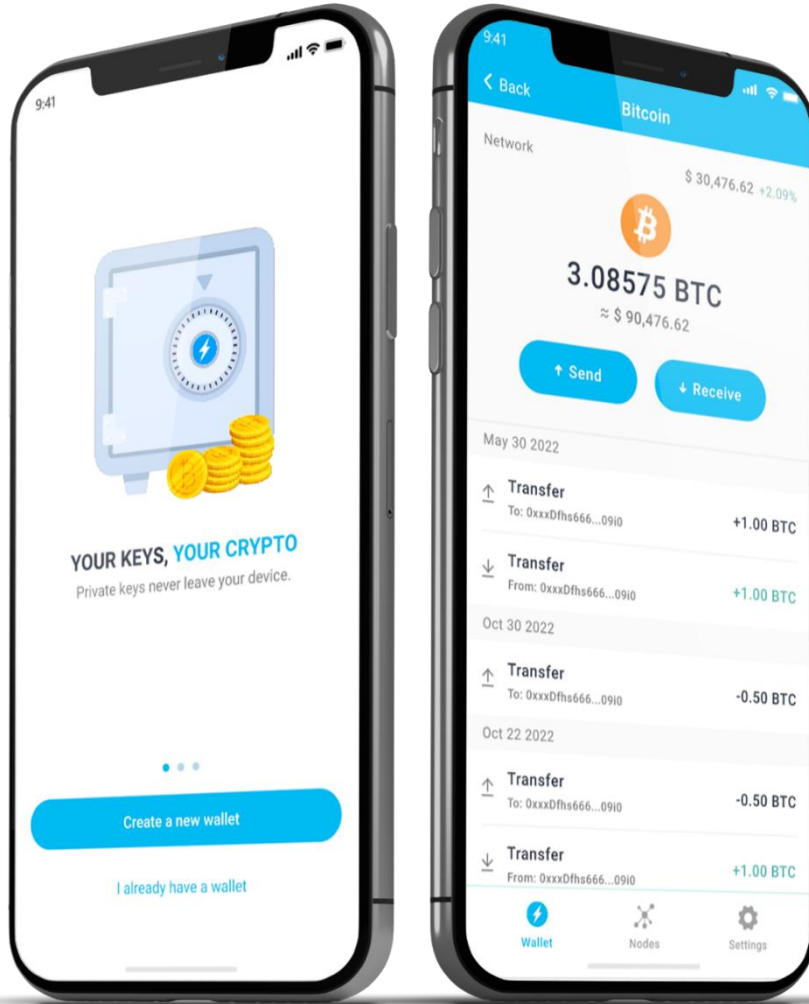 9:41
YOUR KEYS, YOUR CRYPTO
Private keys never leave your device.
Create a new wallet
I already have a wallet
9:41
Back
Bitcoin
Network
$ 30,476.62 +2.09%
3.08575 BTC
≈ $ 90,476.62
↑ Send
↓ Receive
May 30 2022
Transfer
To: 0xxxDfhs666...09i0
+1.00 BTC
Transfer
From: 0xxxDfhs666...09i0
+1.00 BTC
Oct 30 2022
Transfer
To: 0xxxDfhs666...09i0
-0.50 BTC
Oct 22 2022
Transfer
To: 0xxxDfhs666...09i0
-0.50 BTC
Transfer
From: 0xxxDfhs666...09i0
+1.00 BTC
Wallet
Nodes
Settings